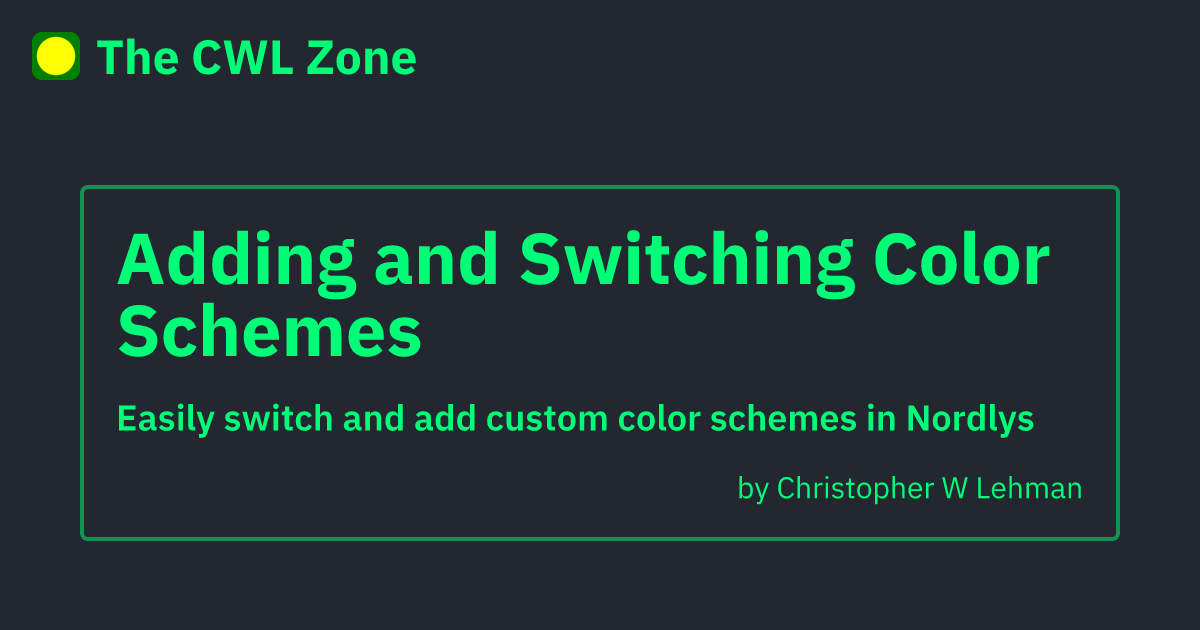 The CWL Zone
Adding and Switching Color
Schemes
Easily switch and add custom color schemes in Nordlys
by Christopher W Lehman